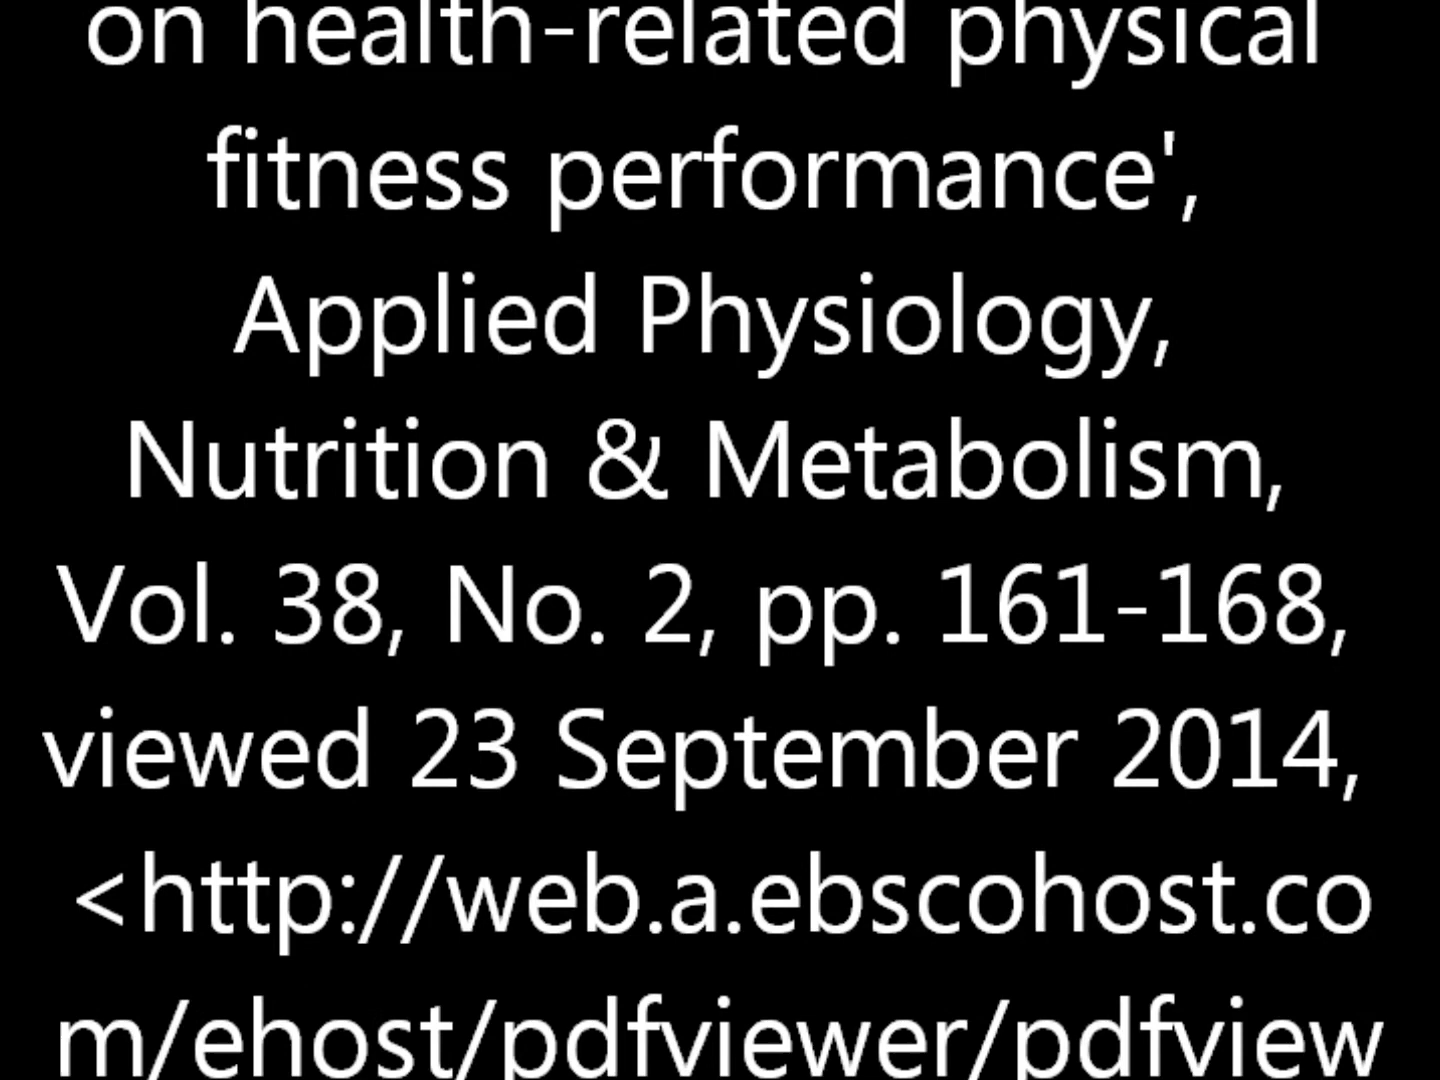 on health-related physical
fitness performance',
Applied Physiology,
Nutrition & Metabolism,
Vol. 38, No. 2, pp. 161-168,
viewed 23 September 2014,
<http://web.a.ebscohost.co
m/ehost/pdfviewer/pdfview